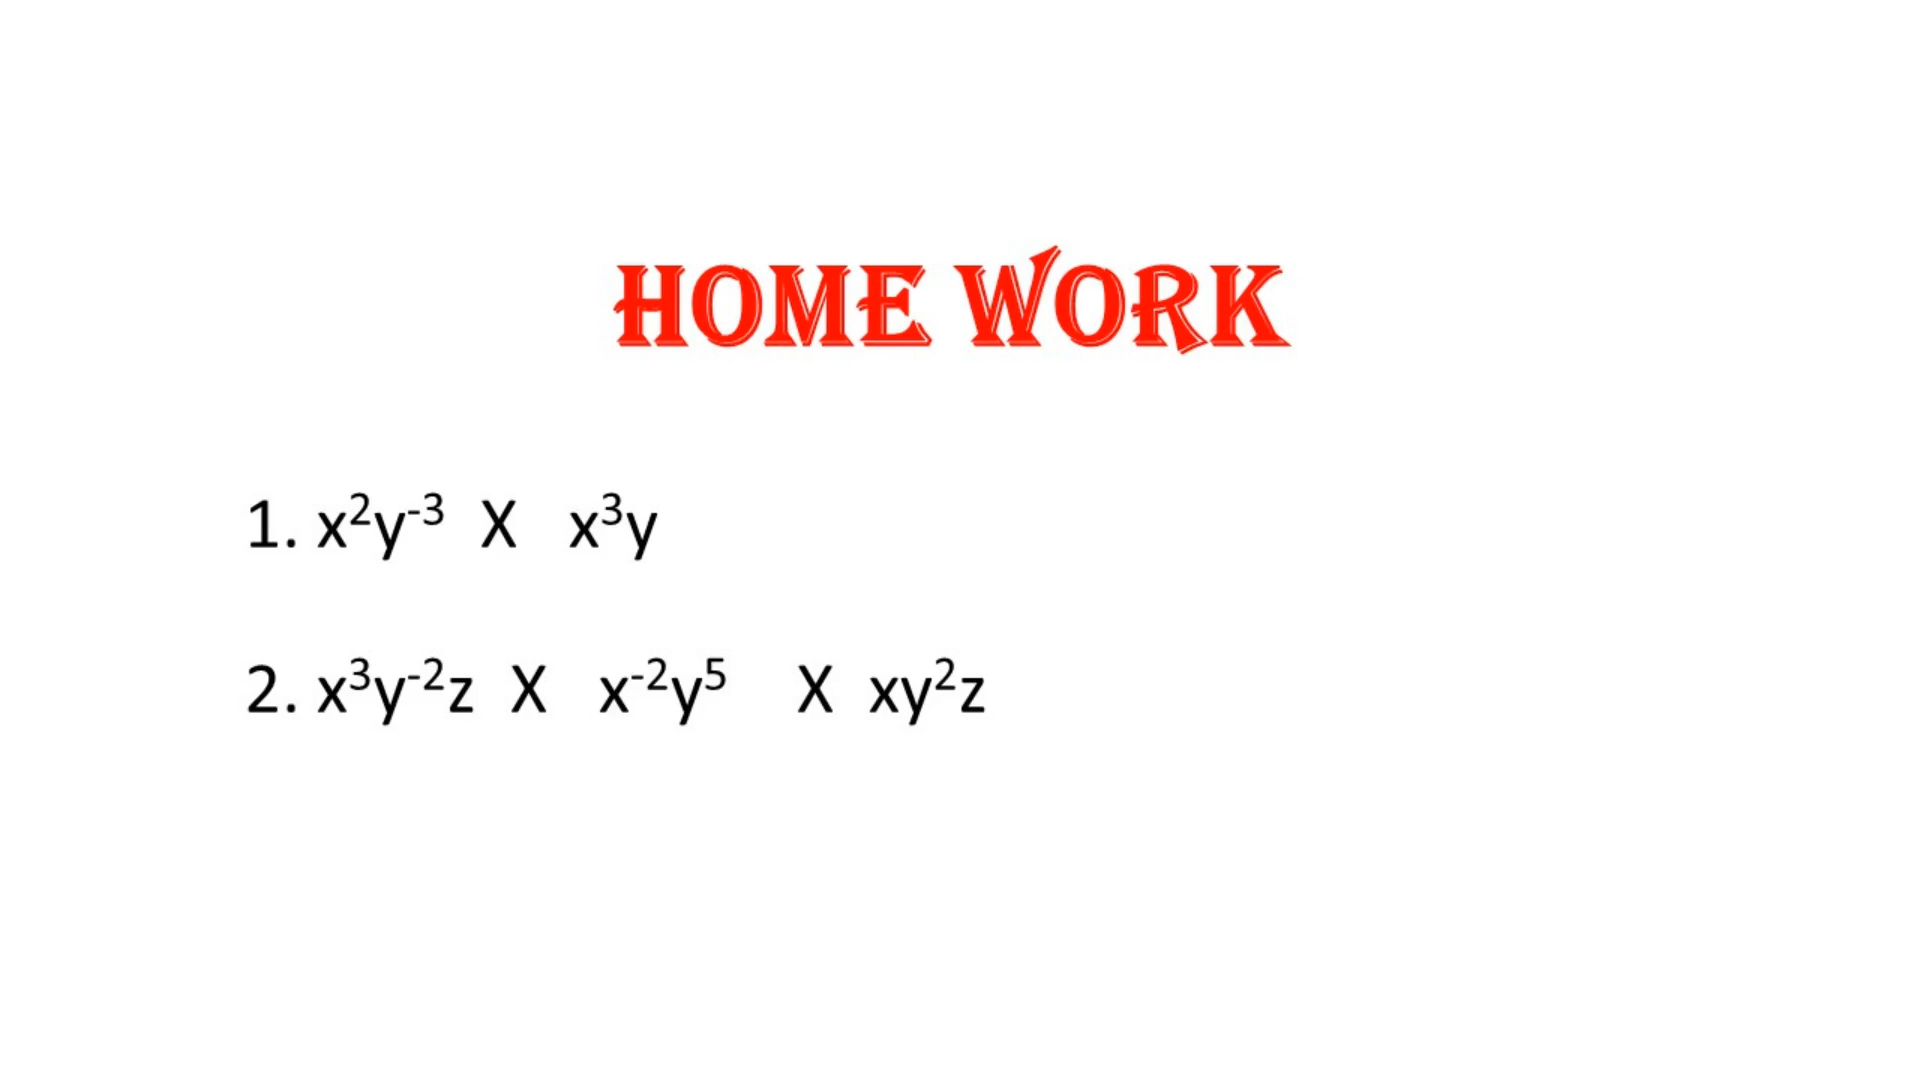 HOME WORK
1. x²y⁻³ X x³y
2. x³y⁻²z X x⁻²y⁵ X xy²z